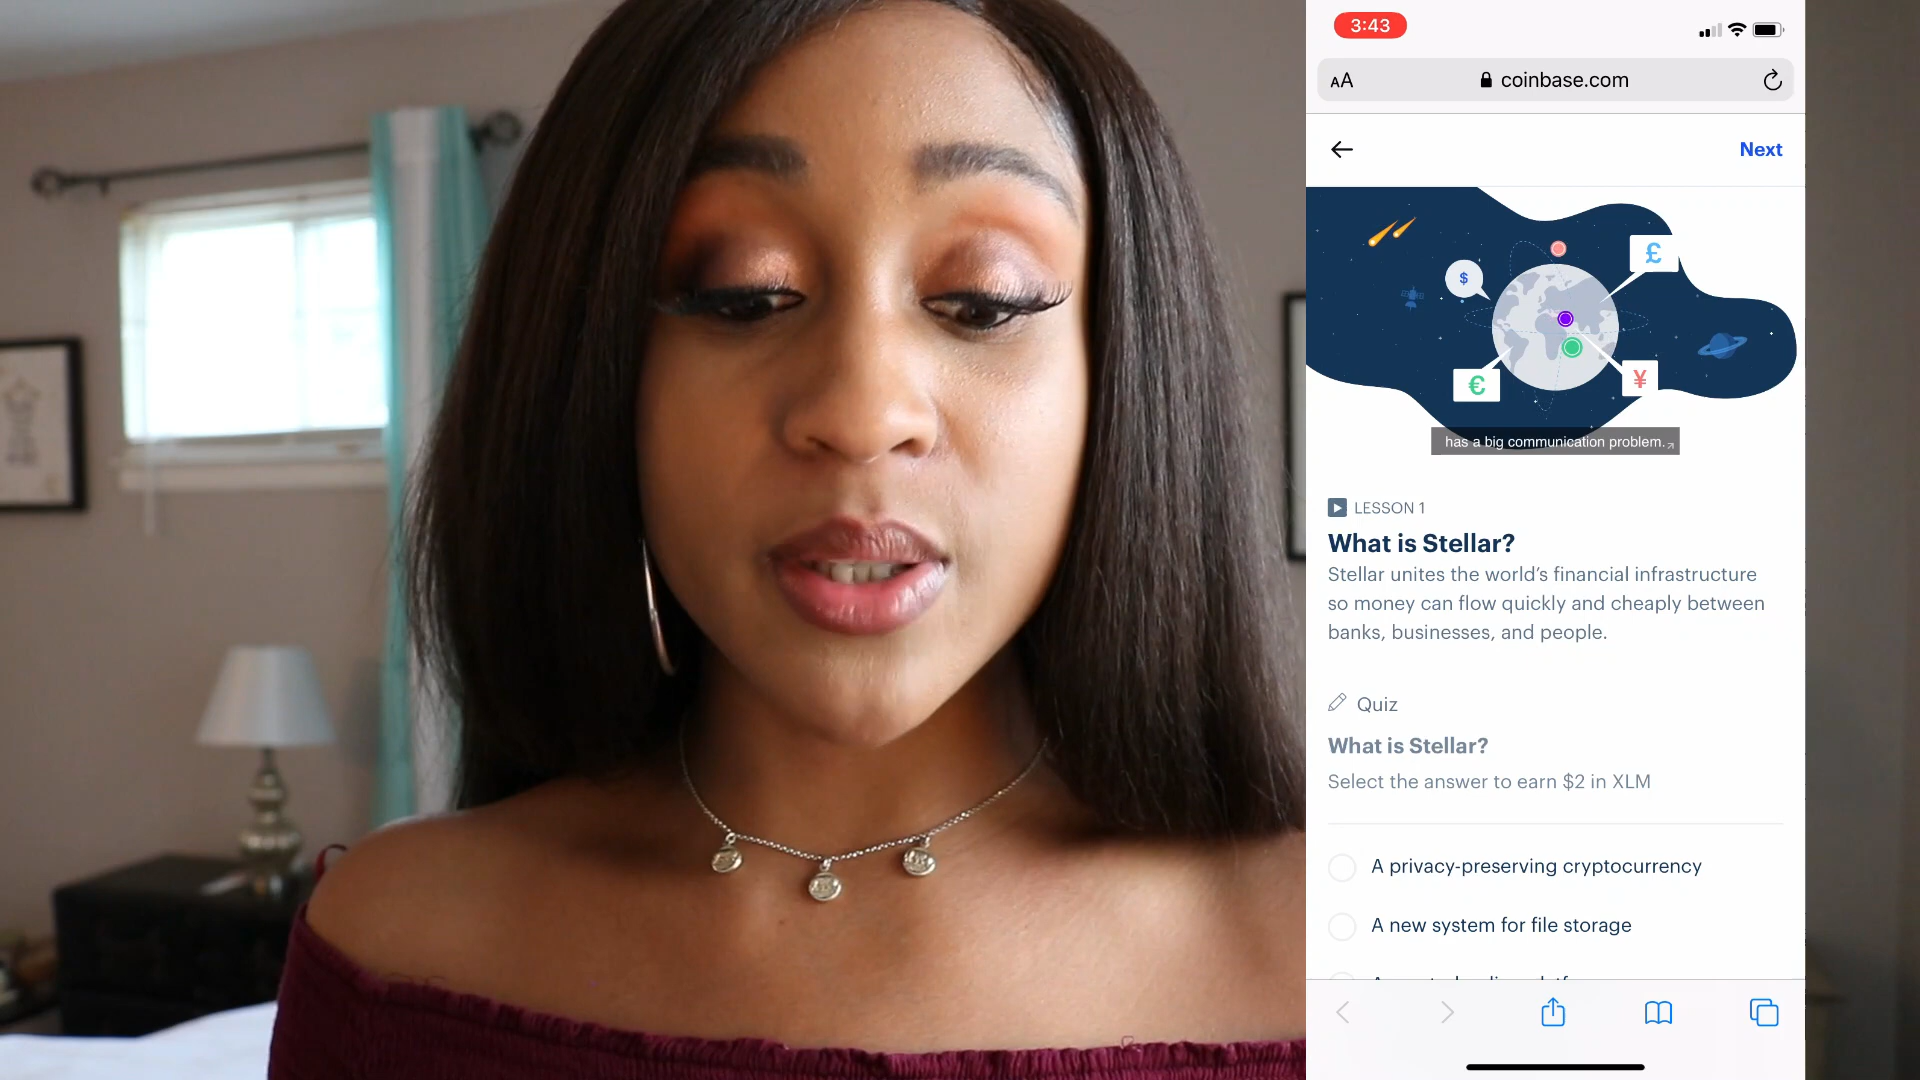 3:43
AA
coinbase.com
Next
$
£
€
¥
has a big communication problem.
LESSON 1
What is Stellar?
Stellar unites the world's financial infrastructure
so money can flow quickly and cheaply between
banks, businesses, and people.
Quiz
What is Stellar?
Select the answer to earn $2 in XLM
A privacy-preserving cryptocurrency
A new system for file storage